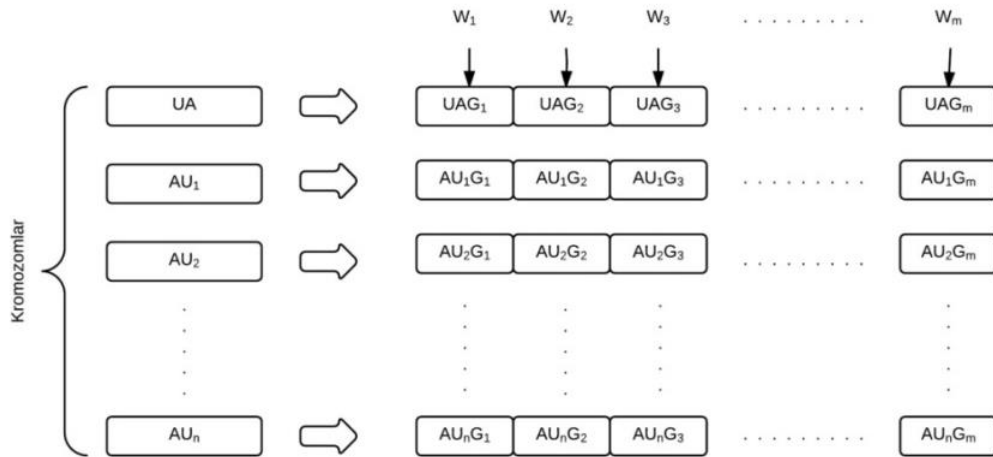 W₁ W₂ W₃ . . . . . . . . . Wₘ
UA UAG₁ UAG₂ UAG₃ . . . . . . . . . UAGₘ
AU₁ AU₁G₁ AU₁G₂ AU₁G₃ . . . . . . . . . AU₁Gₘ
AU₂ AU₂G₁ AU₂G₂ AU₂G₃ . . . . . . . . . AU₂Gₘ
AUₙ AUₙG₁ AUₙG₂ AUₙG₃ . . . . . . . . . AUₙGₘ
Kromozomlar